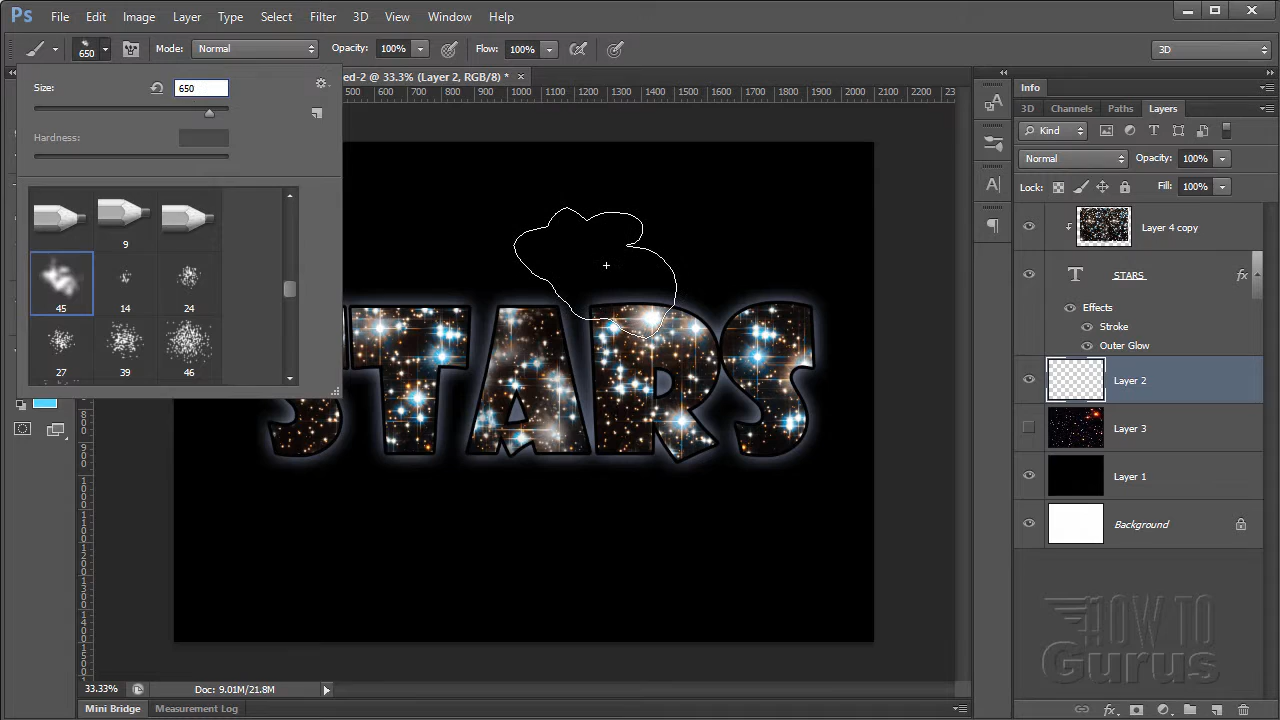 Ps File Edit Image Layer Type Select Filter 3D View Window Help
650 Mode: Normal Opacity: 100% Flow: 100% 3D
Size: 650
Hardness:
ed-2 @ 33.3% (Layer 2, RGB/8) * ×
500 600 700 800 900 1000 1100 1200 1300 1400 1500 1600 1700 1800 1900 2000 2100 2200 23
9
45 14 24
27 39 46
STARS
Info
3D Channels Paths Layers
Kind
Normal Opacity: 100%
Lock: Fill: 100%
Layer 4 copy
STARS fx
Effects
Stroke
Outer Glow
Layer 2
Layer 3
Layer 1
Background
HOW TO
Gurus
33.33% Doc: 9.01M/21.8M
Mini Bridge Measurement Log